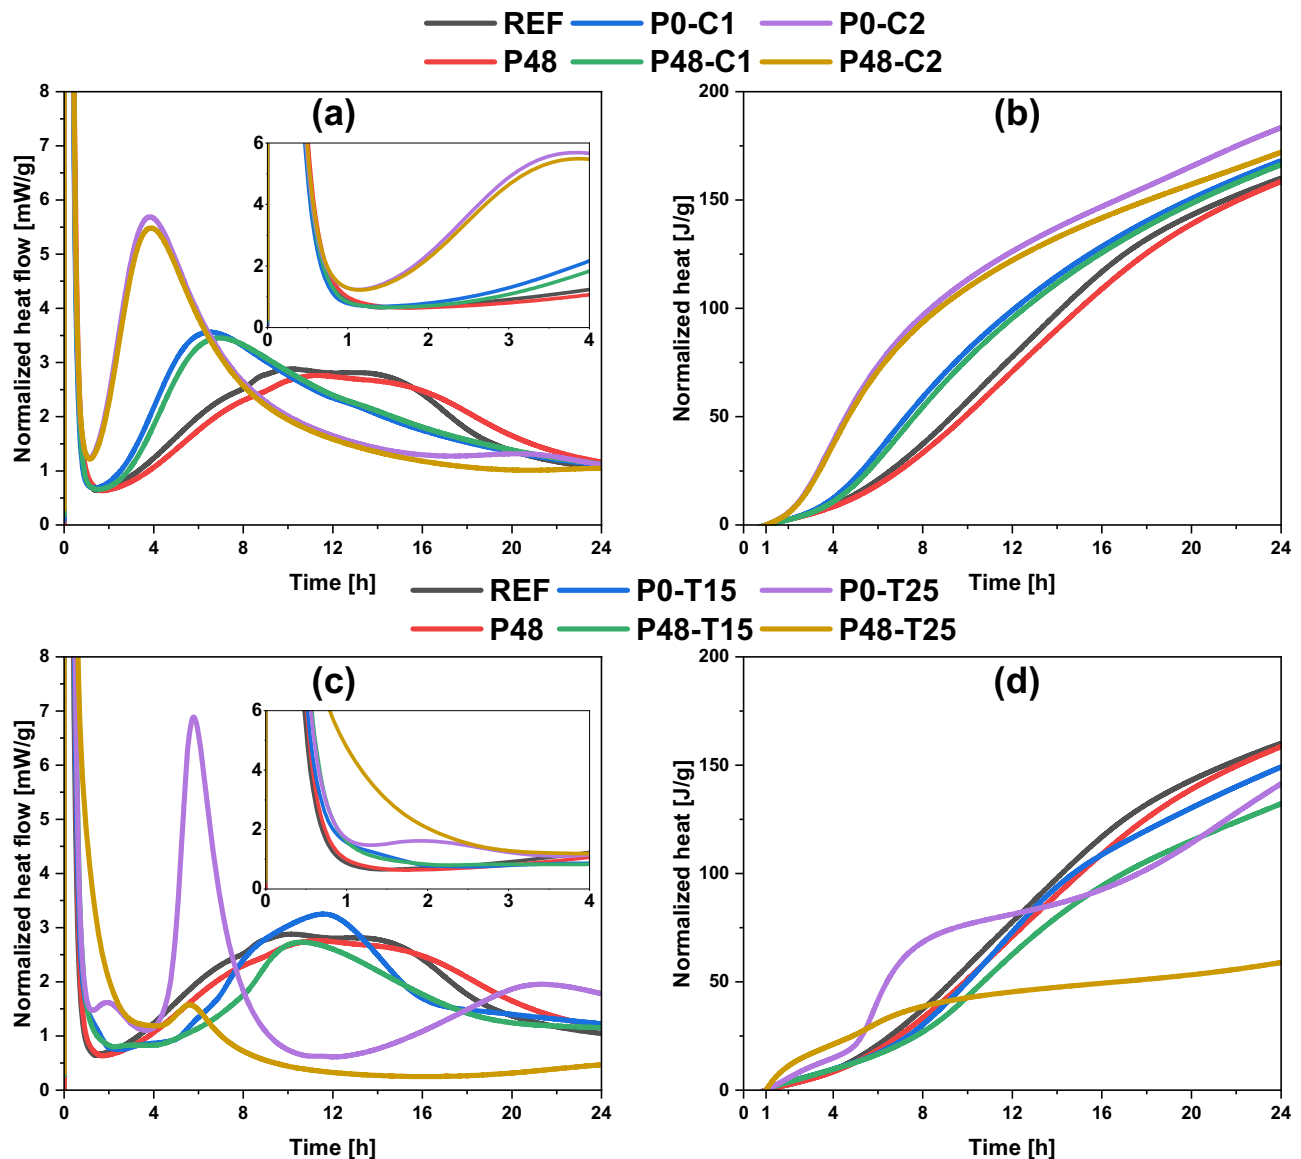 REF P0-C1 P0-C2
P48 P48-C1 P48-C2
(a)
Normalized heat flow [mW/g]
8
7
6
5
4
3
2
1
0
0 4 8 12 16 20 24
Time [h]
6
4
2
0
0 1 2 3 4
(b)
Normalized heat [J/g]
200
150
100
50
0
0 1 4 8 12 16 20 24
Time [h]
REF P0-T15 P0-T25
P48 P48-T15 P48-T25
(c)
Normalized heat flow [mW/g]
8
7
6
5
4
3
2
1
0
0 4 8 12 16 20 24
Time [h]
6
4
2
0
0 1 2 3 4
(d)
Normalized heat [J/g]
200
150
100
50
0
0 1 4 8 12 16 20 24
Time [h]